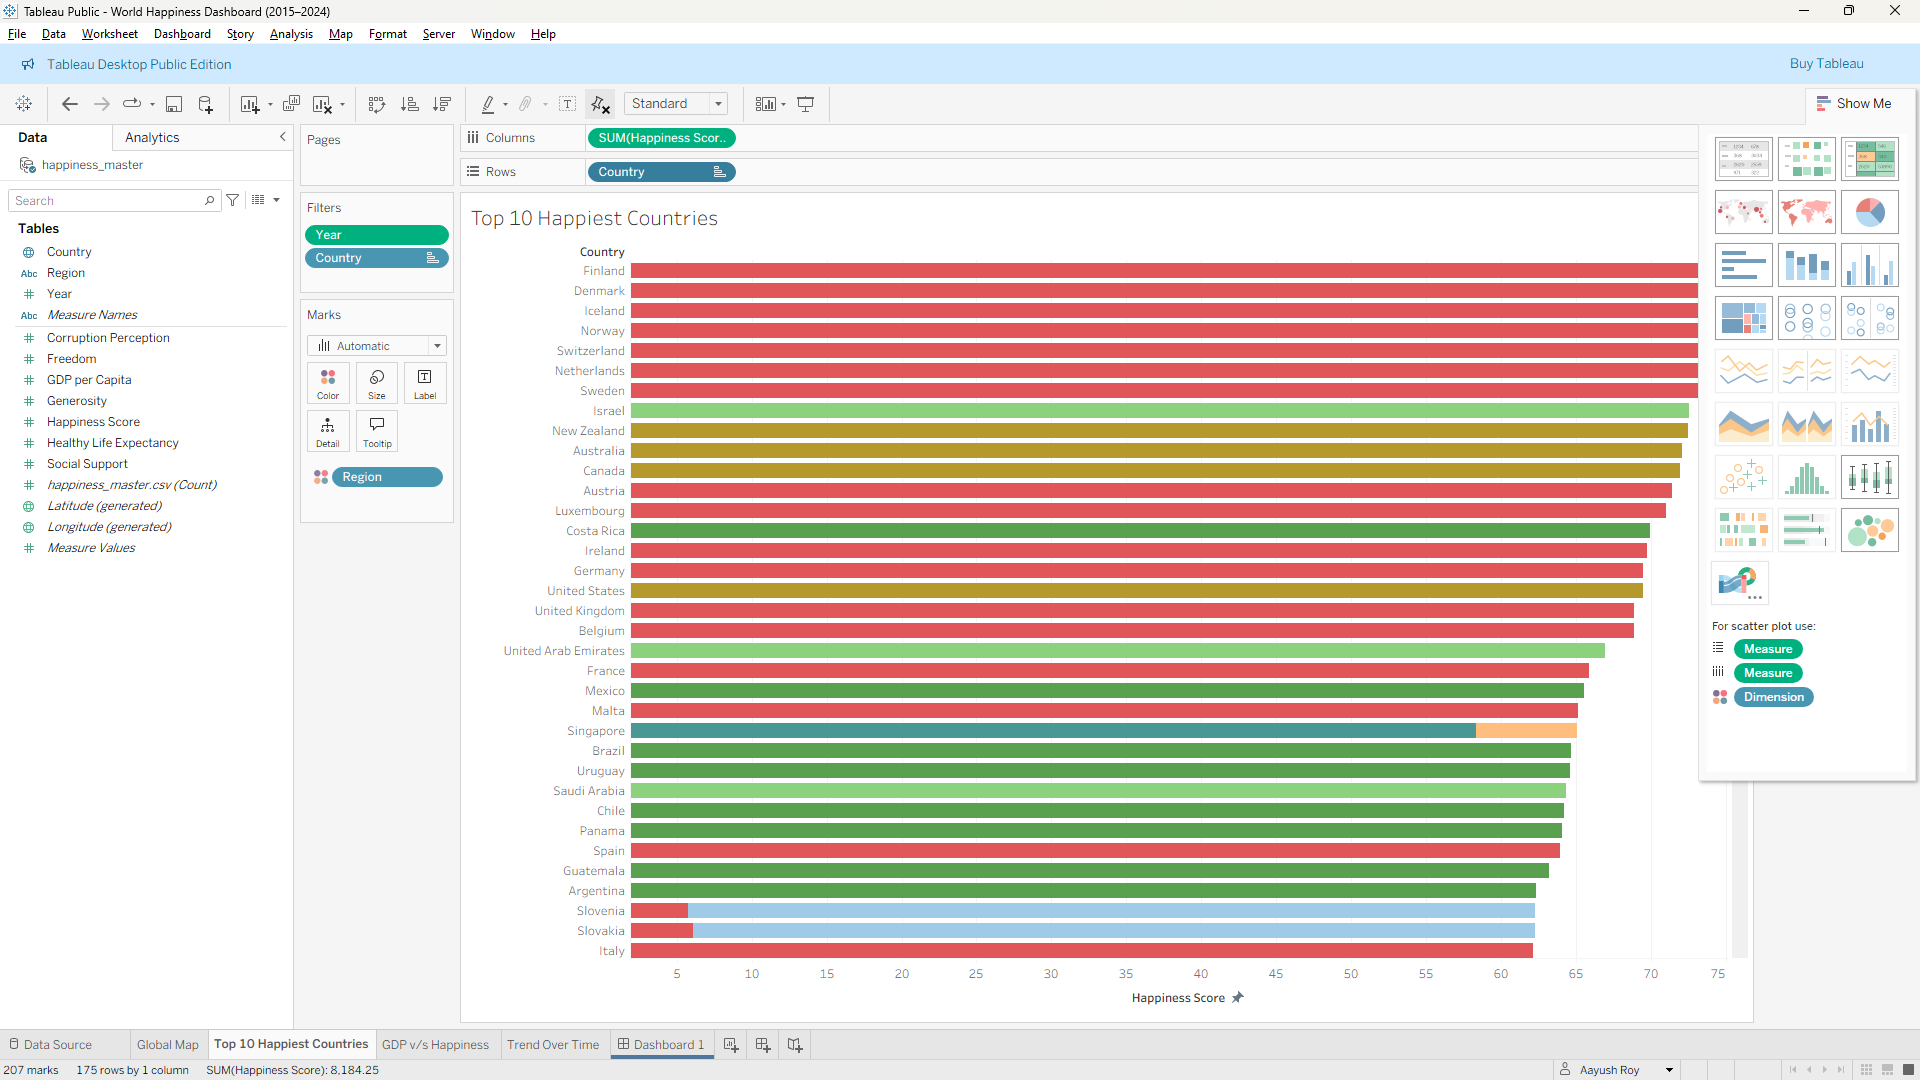 Tableau Public - World Happiness Dashboard (2015–2024)
File Data Worksheet Dashboard Story Analysis Map Format Server Window Help
Tableau Desktop Public Edition
Buy Tableau
Standard
Show Me
Data
Analytics
happiness_master
Search
Tables
Country
Abc Region
Year
Abc Measure Names
Corruption Perception
Freedom
GDP per Capita
Generosity
Happiness Score
Healthy Life Expectancy
Social Support
happiness_master.csv (Count)
Latitude (generated)
Longitude (generated)
Measure Values
Pages
Filters
Year
Country
Marks
Automatic
Color Size Label
Detail Tooltip
Region
Columns SUM(Happiness Scor..
Rows Country
Top 10 Happiest Countries
Country
Finland
Denmark
Iceland
Norway
Switzerland
Netherlands
Sweden
Israel
New Zealand
Australia
Canada
Austria
Luxembourg
Costa Rica
Ireland
Germany
United States
United Kingdom
Belgium
United Arab Emirates
France
Mexico
Malta
Singapore
Brazil
Uruguay
Saudi Arabia
Chile
Panama
Spain
Guatemala
Argentina
Slovenia
Slovakia
Italy
5 10 15 20 25 30 35 40 45 50 55 60 65 70 75
Happiness Score
For scatter plot use:
Measure
Measure
Dimension
Data Source Global Map Top 10 Happiest Countries GDP v/s Happiness Trend Over Time Dashboard 1
207 marks 175 rows by 1 column SUM(Happiness Score): 8,184.25
Aayush Roy